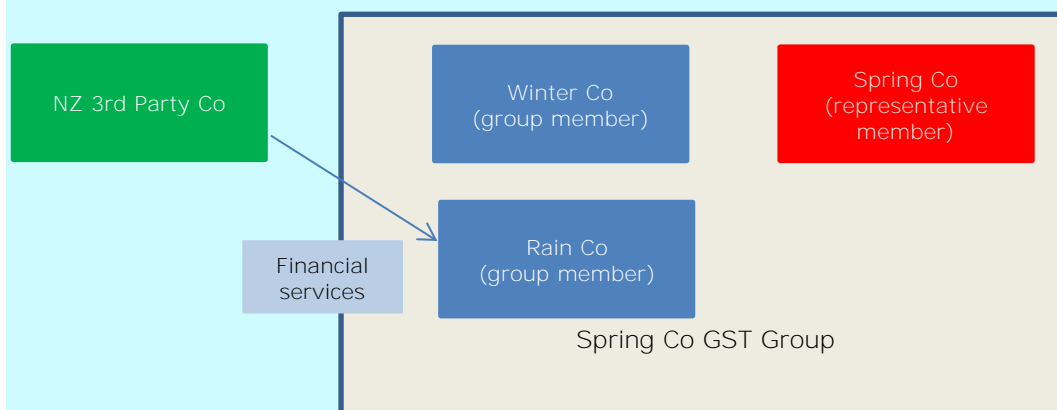 NZ 3rd Party Co
Winter Co
(group member)
Spring Co
(representative
member)
Rain Co
(group member)
Financial
services
Spring Co GST Group